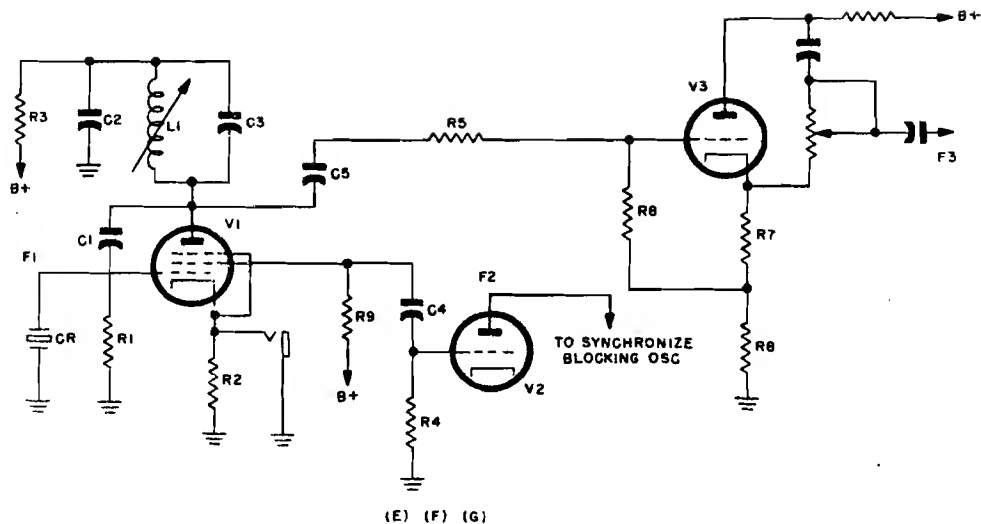 B+
V3
R3
C2
L1
C3
R5
F3
B+
C5
R6
R7
C1
V1
F1
F2
C4
R9
TO SYNCHRONIZE
BLOCKING OSC
CR
R1
R2
B+
V2
R4
R8
(E) (F) (G)